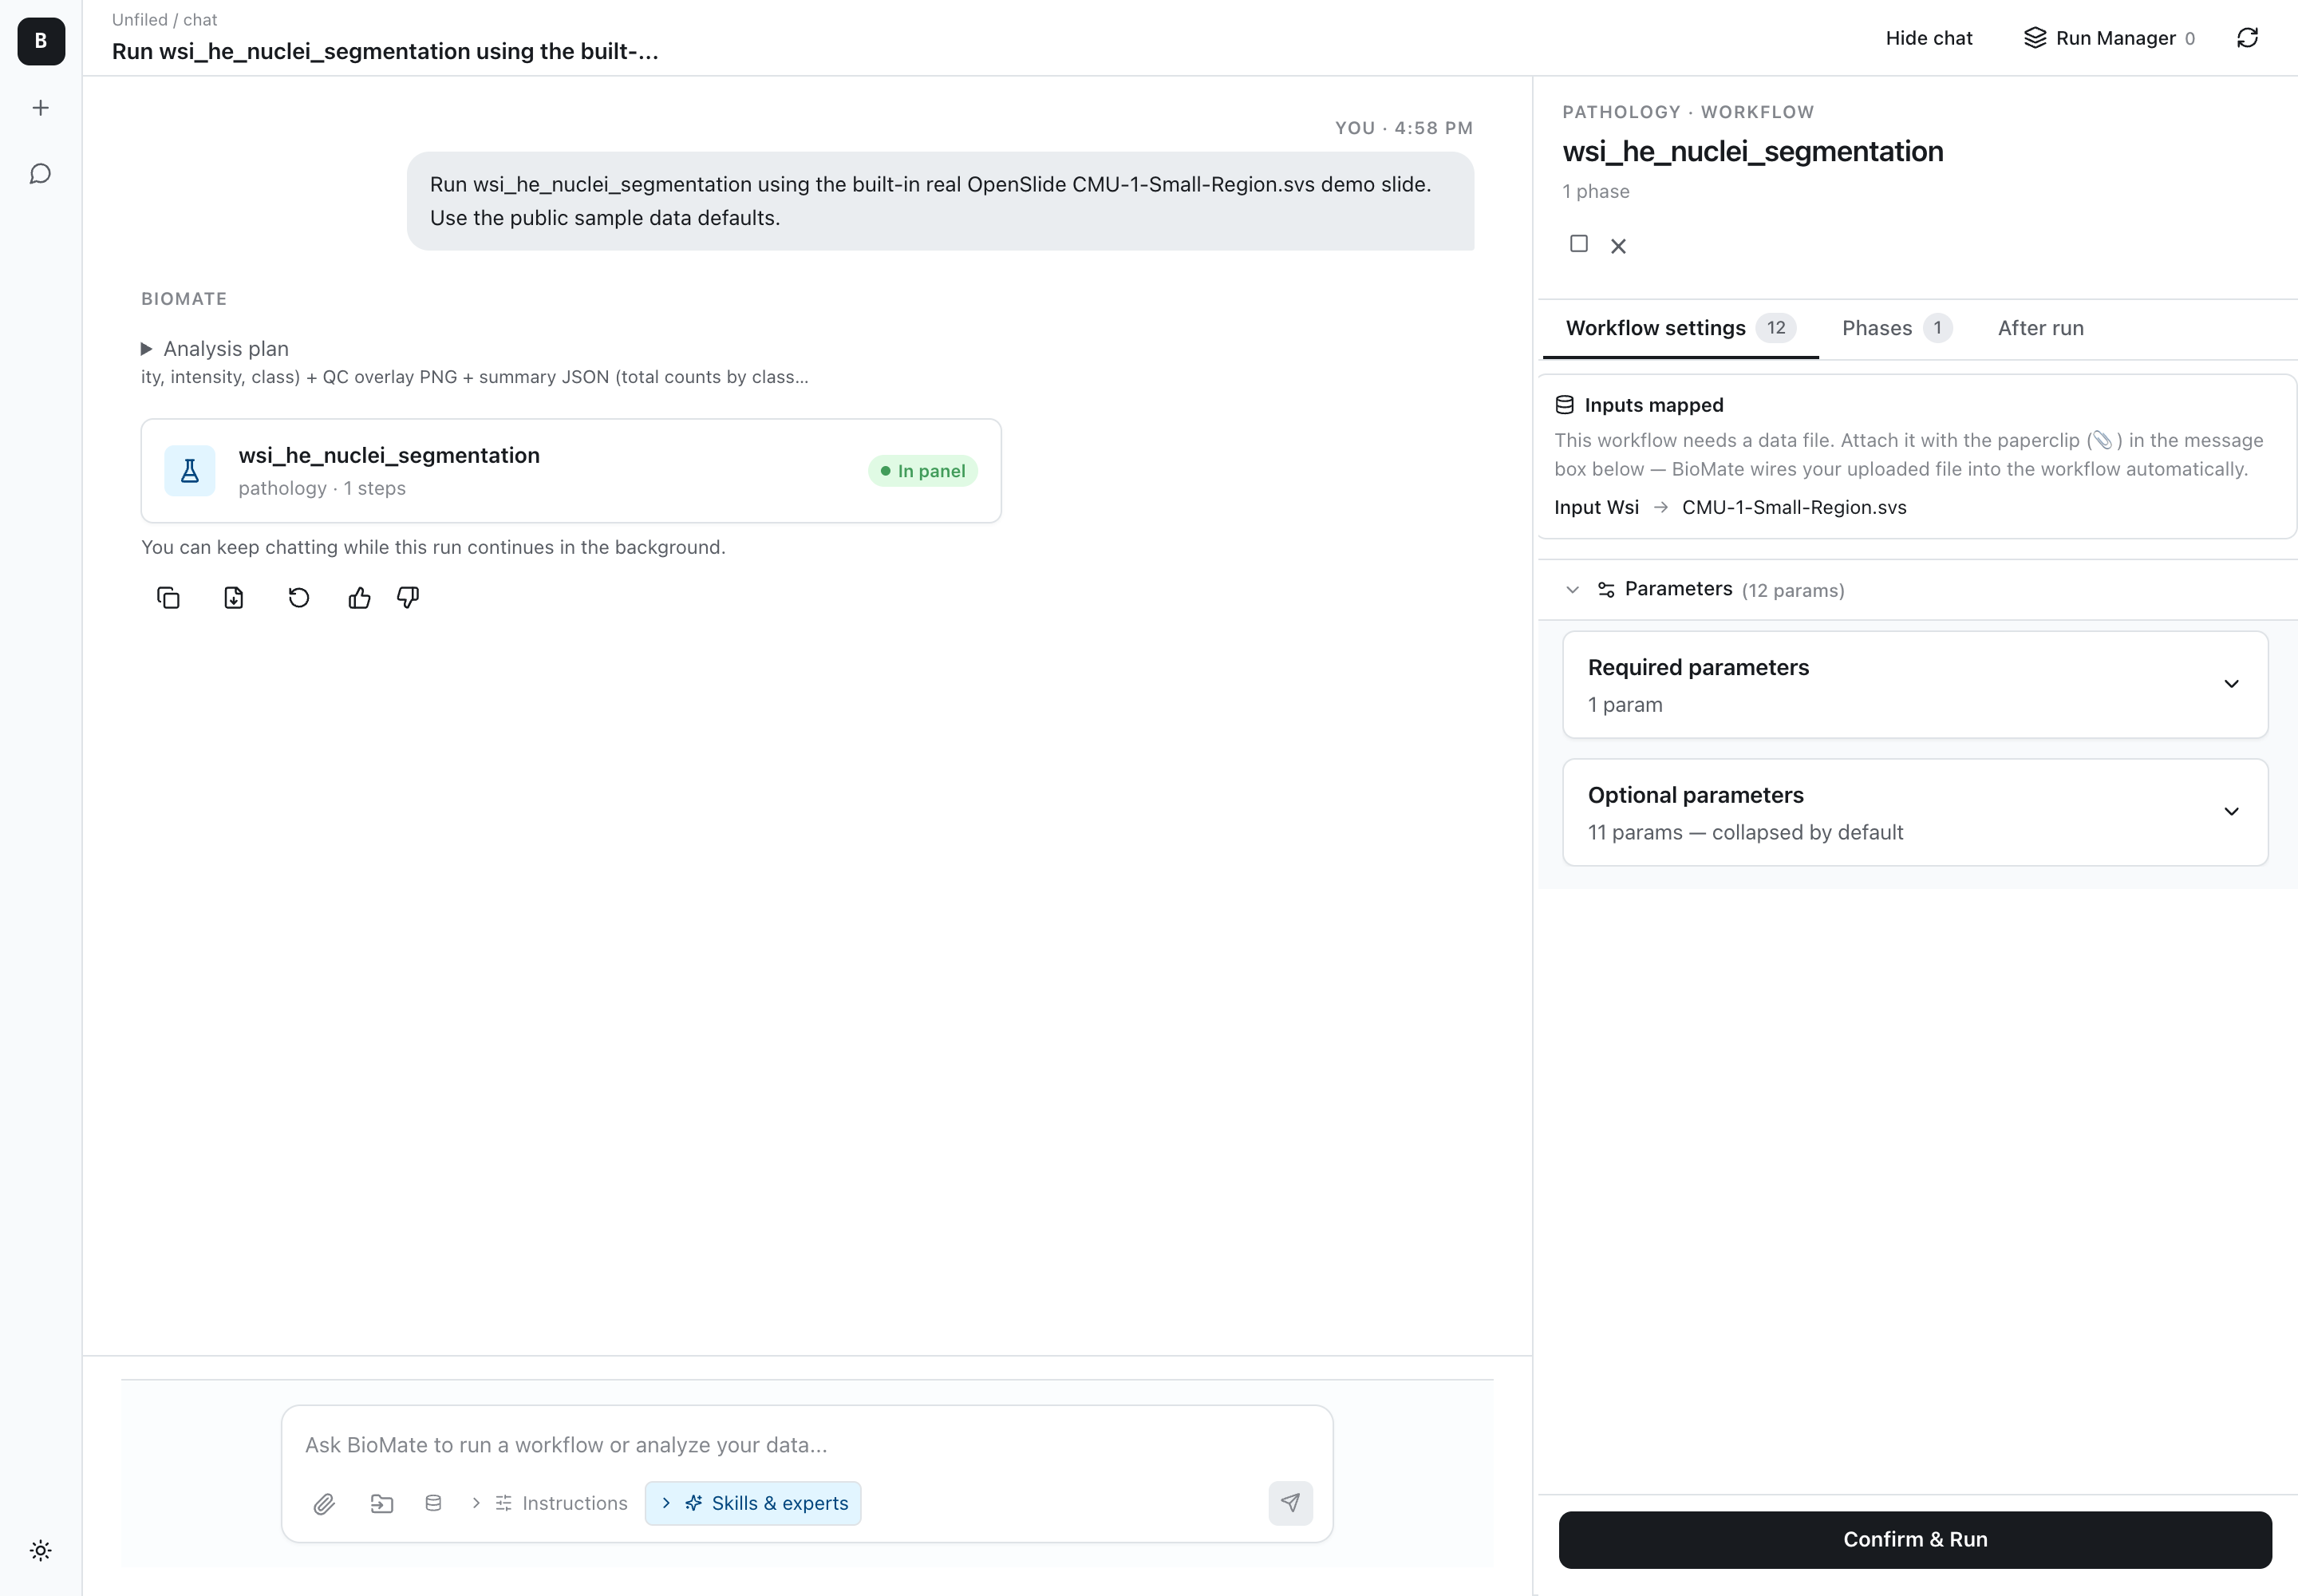 B
Unfiled / chat
Run wsi_he_nuclei_segmentation using the built-...
Hide chat
Run Manager 0
YOU · 4:58 PM
Run wsi_he_nuclei_segmentation using the built-in real OpenSlide CMU-1-Small-Region.svs demo slide.
Use the public sample data defaults.
BIOMATE
Analysis plan
ity, intensity, class) + QC overlay PNG + summary JSON (total counts by class...
wsi_he_nuclei_segmentation
pathology · 1 steps
In panel
You can keep chatting while this run continues in the background.
Ask BioMate to run a workflow or analyze your data...
Instructions
Skills & experts
PATHOLOGY · WORKFLOW
wsi_he_nuclei_segmentation
1 phase
Workflow settings 12
Phases 1
After run
Inputs mapped
This workflow needs a data file. Attach it with the paperclip (📎) in the message
box below — BioMate wires your uploaded file into the workflow automatically.
Input Wsi → CMU-1-Small-Region.svs
Parameters (12 params)
Required parameters
1 param
Optional parameters
11 params — collapsed by default
Confirm & Run